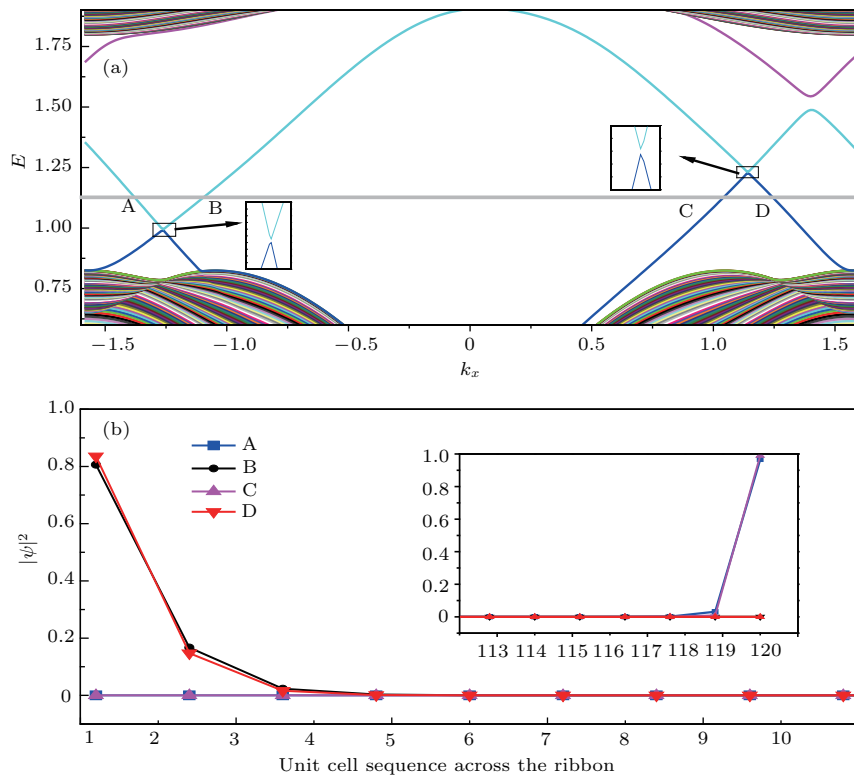 (a)
1.75
1.50
1.25
1.00
0.75
E
A
B
C
D
−1.5
−1.0
−0.5
0
0.5
1.0
1.5
kx
(b)
1.0
0.8
0.6
0.4
0.2
0
|ψ|²
A
B
C
D
1.0
0.8
0.6
0.4
0.2
0
113 114 115 116 117 118 119 120
1 2 3 4 5 6 7 8 9 10
Unit cell sequence across the ribbon